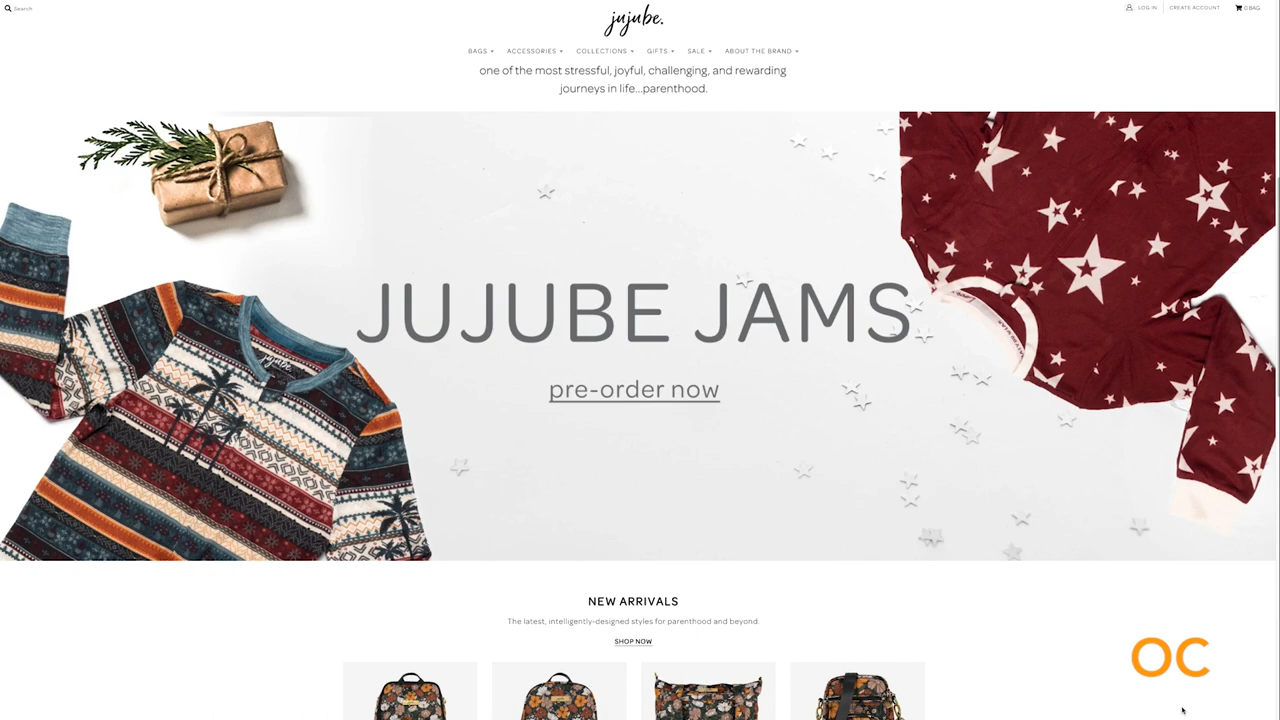 Search
jujube.
LOG IN
CREATE ACCOUNT
0 BAG
BAGS
ACCESSORIES
COLLECTIONS
GIFTS
SALE
ABOUT THE BRAND
one of the most stressful, joyful, challenging, and rewarding
journeys in life...parenthood.
jujube.
JUJUBE JAMS
pre-order now
NEW ARRIVALS
The latest, intelligently-designed styles for parenthood and beyond.
SHOP NOW
OC